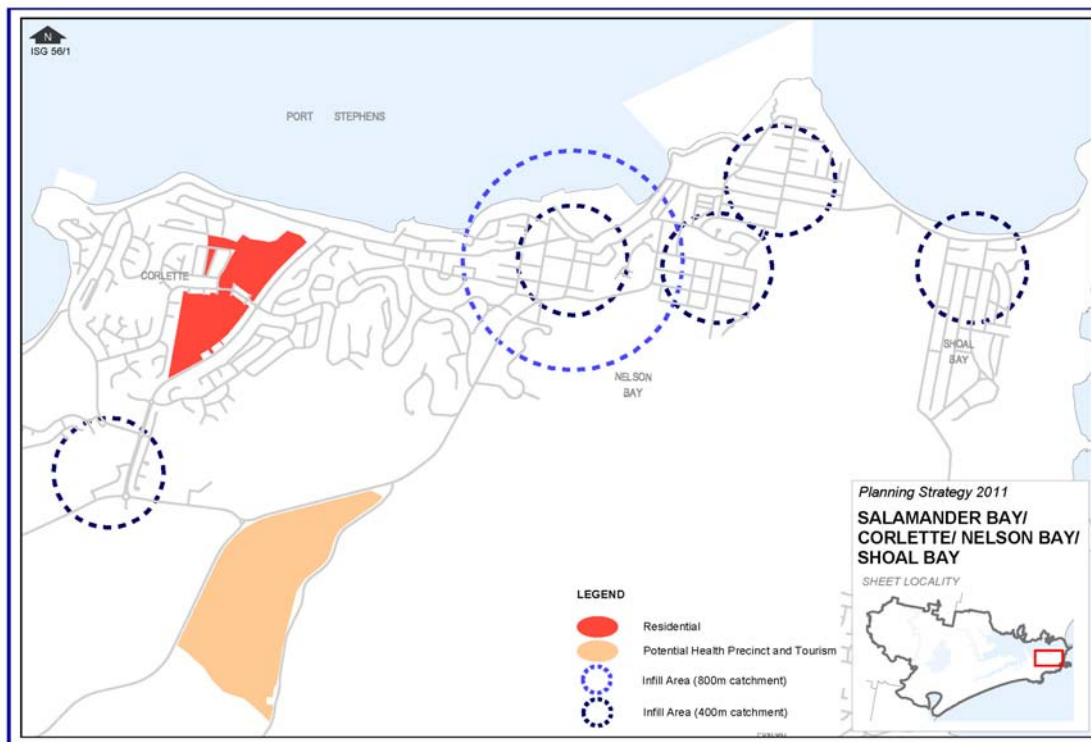 N
ISG 56/1
PORT STEPHENS
CORLETTE
NELSON
BAY
SHOAL
BAY
Planning Strategy 2011
SALAMANDER BAY/
CORLETTE/ NELSON BAY/
SHOAL BAY
SHEET LOCALITY
LEGEND
Residential
Potential Health Precinct and Tourism
Infill Area (800m catchment)
Infill Area (400m catchment)